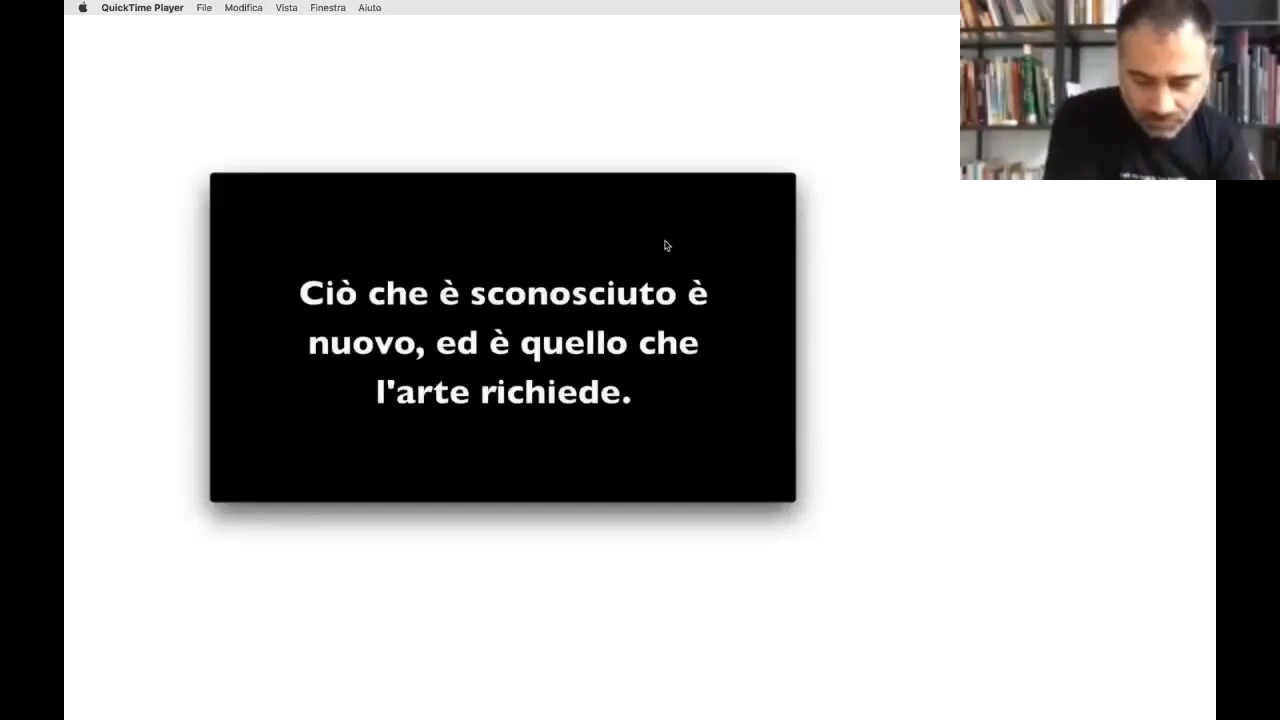 QuickTime Player File Modifica Vista Finestra Aiuto
Ciò che è sconosciuto è
nuovo, ed è quello che
l'arte richiede.